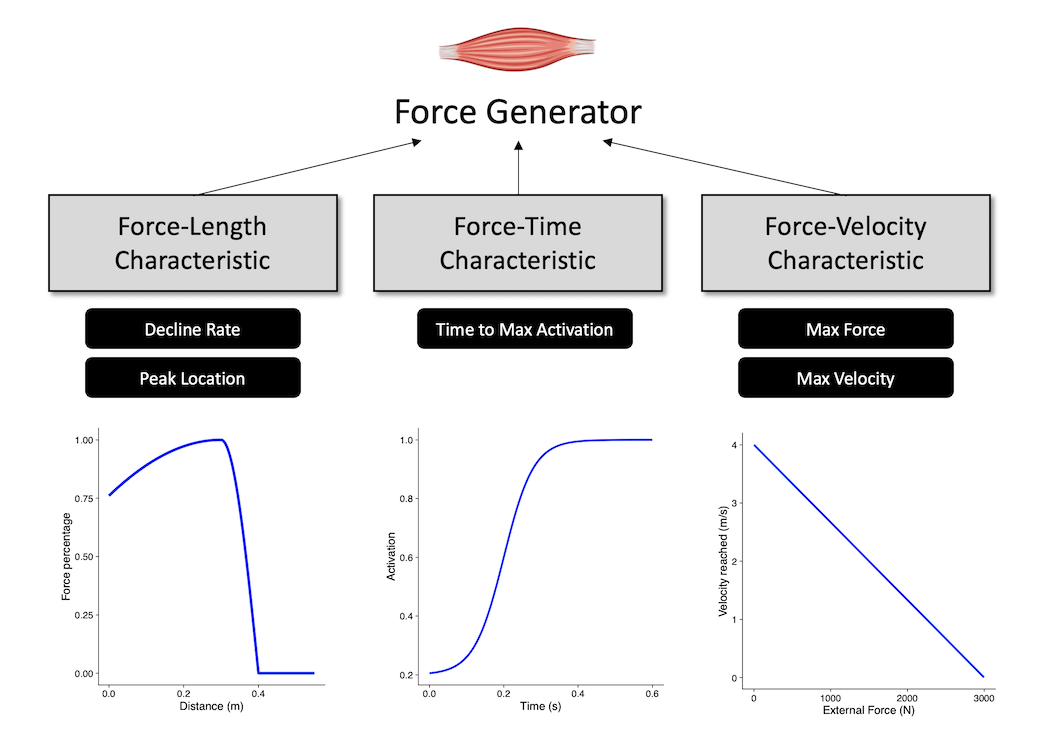 Force Generator
Force-Length
Characteristic
Force-Time
Characteristic
Force-Velocity
Characteristic
Decline Rate
Peak Location
Time to Max Activation
Max Force
Max Velocity
Force percentage
1.00
0.75
0.50
0.25
0.00
0.0
0.2
0.4
Distance (m)
Activation
1.0
0.8
0.6
0.4
0.2
0.0
0.2
0.4
0.6
Time (s)
Velocity reached (m/s)
4
3
2
1
0
0
1000
2000
3000
External Force (N)